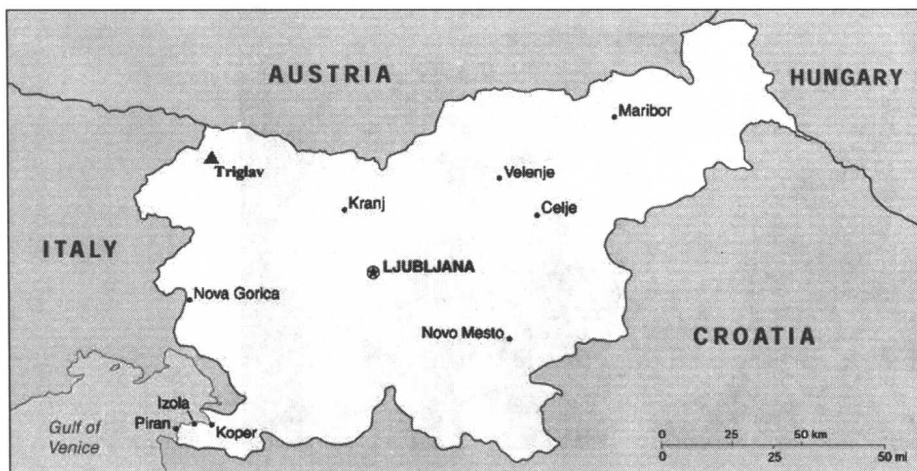 AUSTRIA
HUNGARY
Maribor
Triglav
Velenje
Kranj
Celje
ITALY
LJUBLJANA
Nova Gorica
Novo Mesto
CROATIA
Izola
Piran
Koper
Gulf of
Venice
0 25 50 km
0 25 50 mi